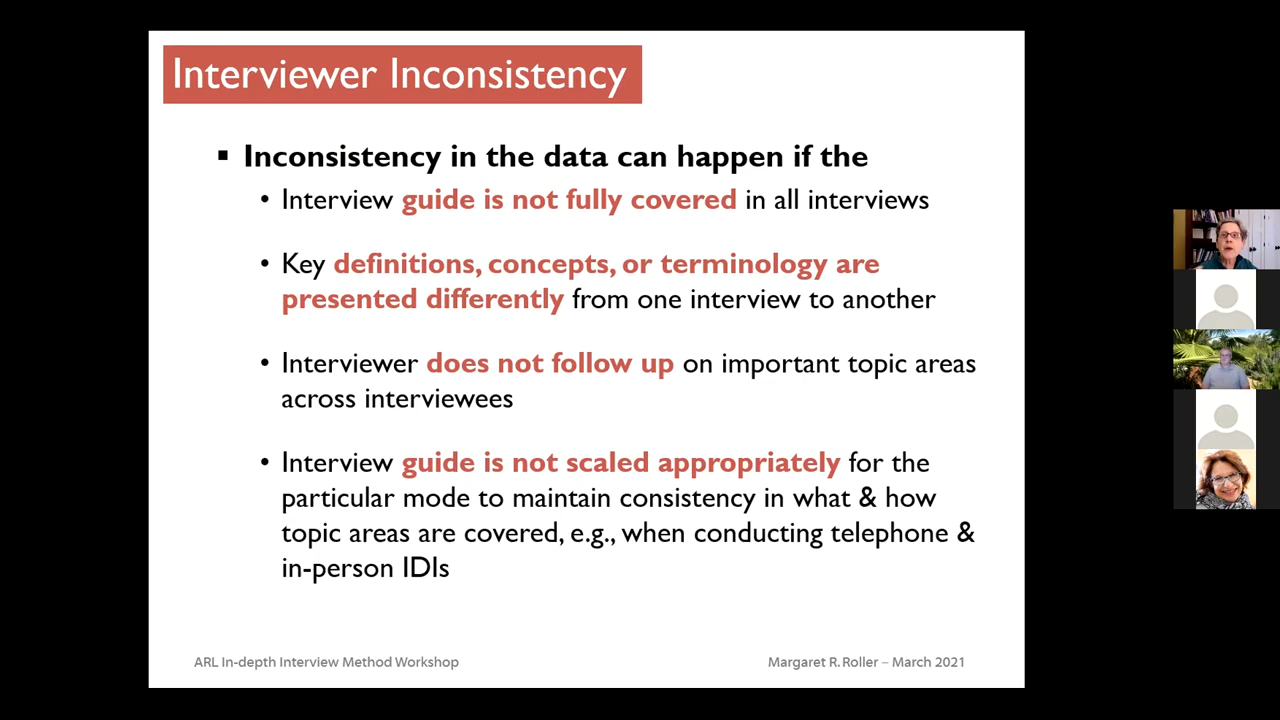 Interviewer Inconsistency
▪ Inconsistency in the data can happen if the
• Interview guide is not fully covered in all interviews
• Key definitions, concepts, or terminology are
presented differently from one interview to another
• Interviewer does not follow up on important topic areas
across interviewees
• Interview guide is not scaled appropriately for the
particular mode to maintain consistency in what & how
topic areas are covered, e.g., when conducting telephone &
in-person IDIs
ARL In-depth Interview Method Workshop
Margaret R. Roller – March 2021